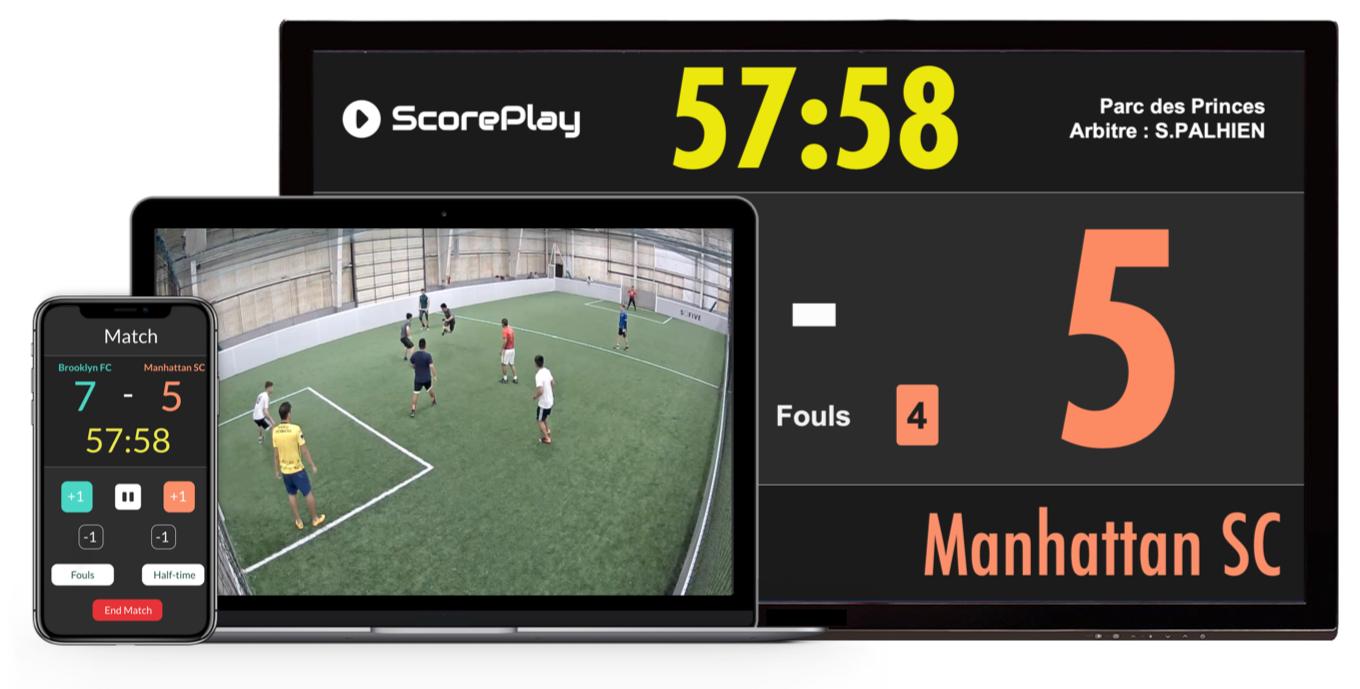 ScorePlay
57:58
Parc des Princes
Arbitre : S.PALHIEN
-
5
Fouls
4
Manhattan SC
Match
Brooklyn FC
Manhattan SC
7 - 5
57:58
+1
+1
-1
-1
Fouls
Half-time
End Match